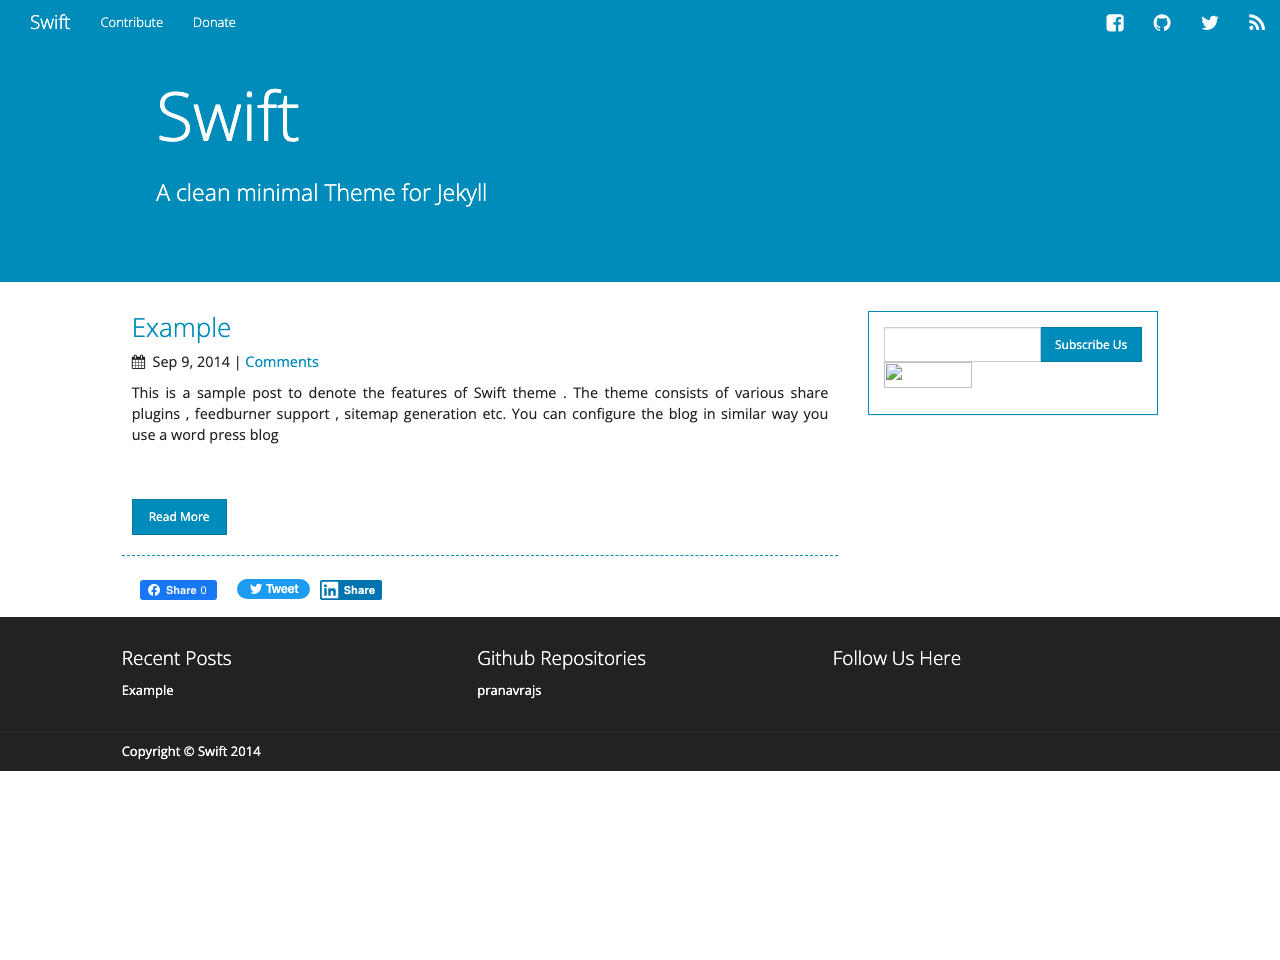 Swift
Contribute
Donate
Swift
A clean minimal Theme for Jekyll
Example
Sep 9, 2014 | Comments
This is a sample post to denote the features of Swift theme . The theme consists of various share
plugins , feedburner support , sitemap generation etc. You can configure the blog in similar way you
use a word press blog
Read More
Share 0
Tweet
Share
Subscribe Us
Recent Posts
Example
Github Repositories
pranavrajs
Follow Us Here
Copyright © Swift 2014